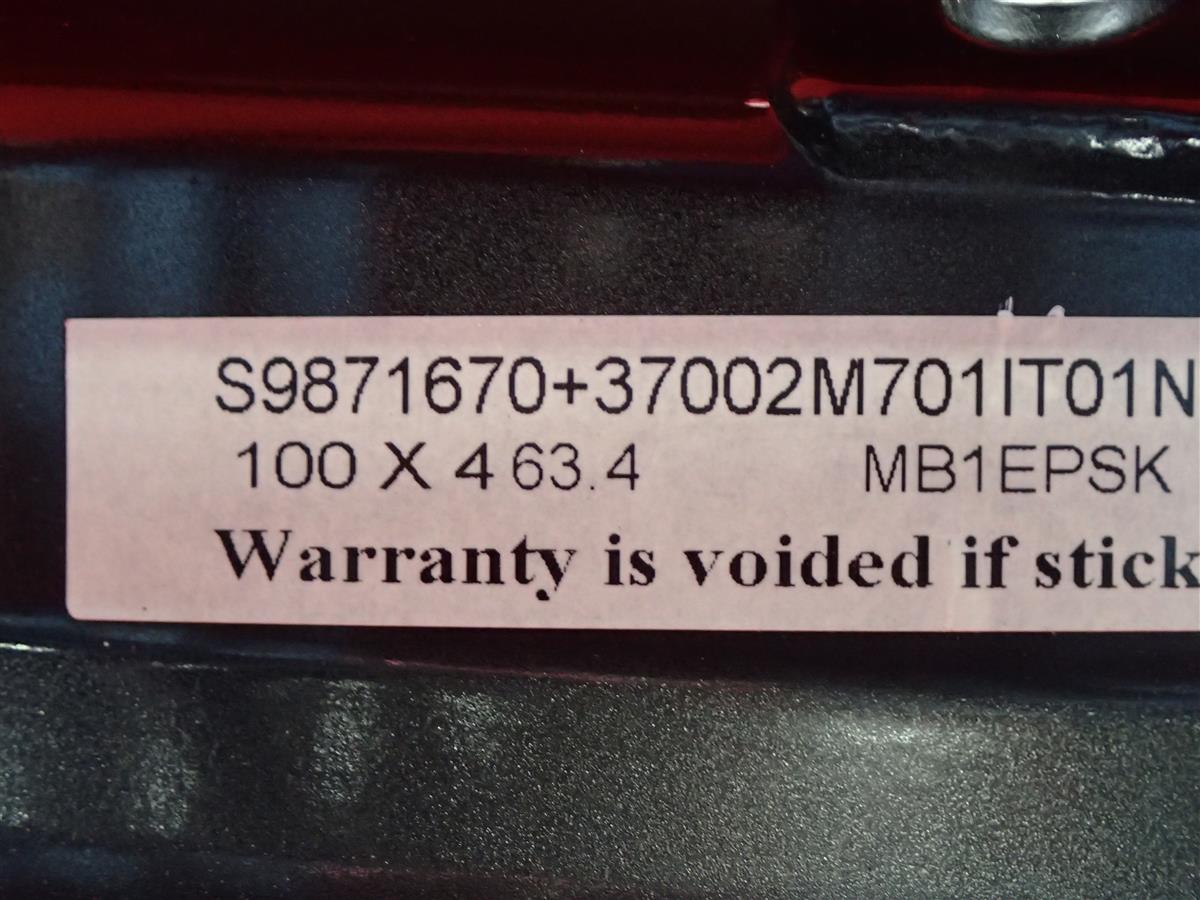 S9871670+37002M701IT01N
100 X 4 63.4 MB1EPSK
Warranty is voided if stick